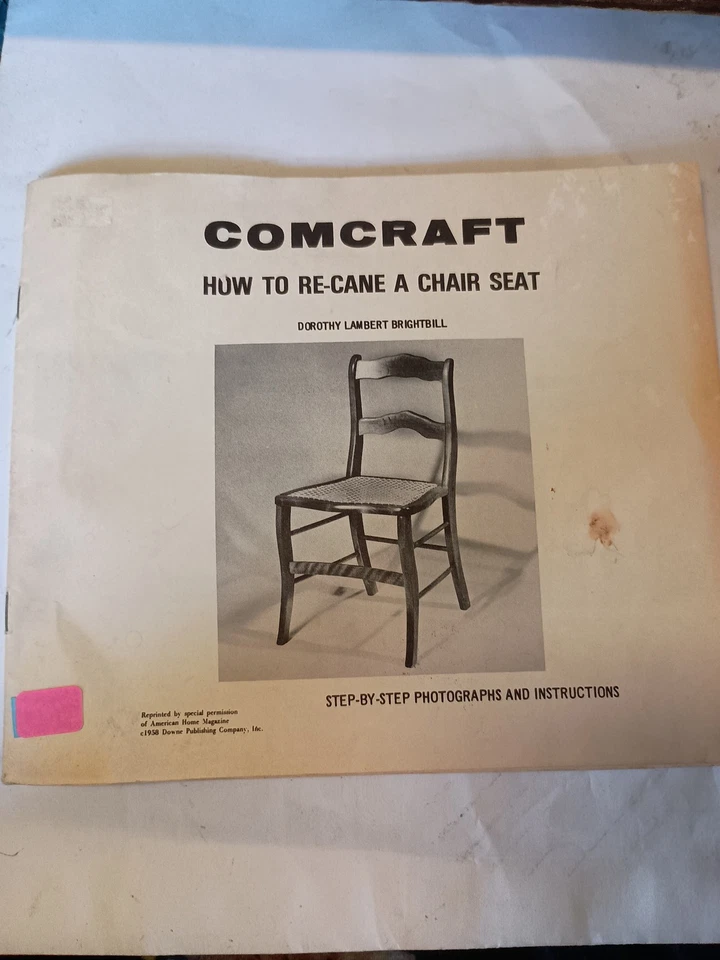 COMCRAFT
HOW TO RE-CANE A CHAIR SEAT
DOROTHY LAMBERT BRIGHTBILL
STEP-BY-STEP PHOTOGRAPHS AND INSTRUCTIONS
Reprinted by special permission
of American Home Magazine
c1958 Downe Publishing Company, Inc.